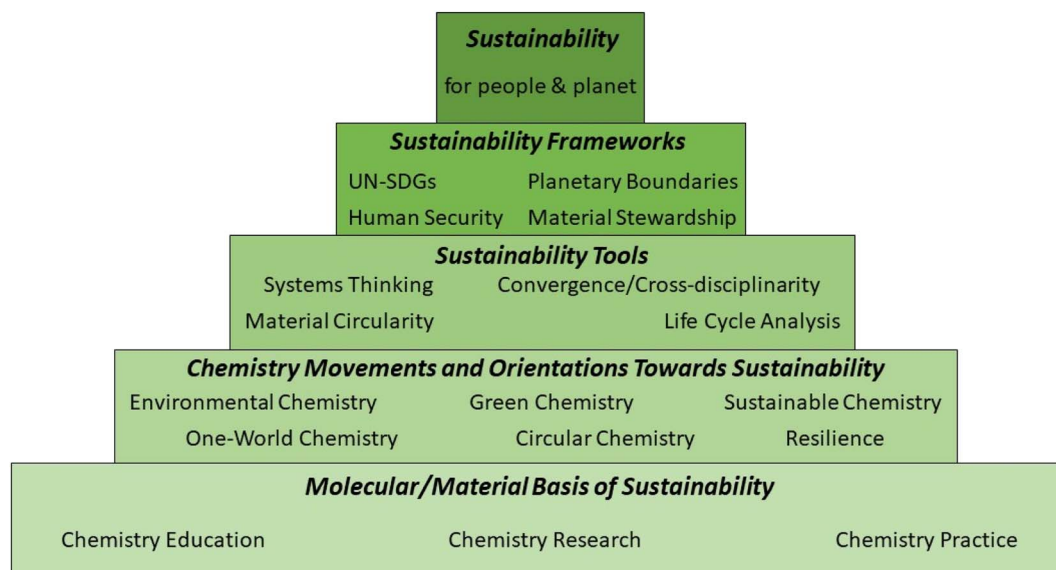 Sustainability
for people & planet
Sustainability Frameworks
UN-SDGs Planetary Boundaries
Human Security Material Stewardship
Sustainability Tools
Systems Thinking Convergence/Cross-disciplinarity
Material Circularity Life Cycle Analysis
Chemistry Movements and Orientations Towards Sustainability
Environmental Chemistry Green Chemistry Sustainable Chemistry
One-World Chemistry Circular Chemistry Resilience
Molecular/Material Basis of Sustainability
Chemistry Education Chemistry Research Chemistry Practice